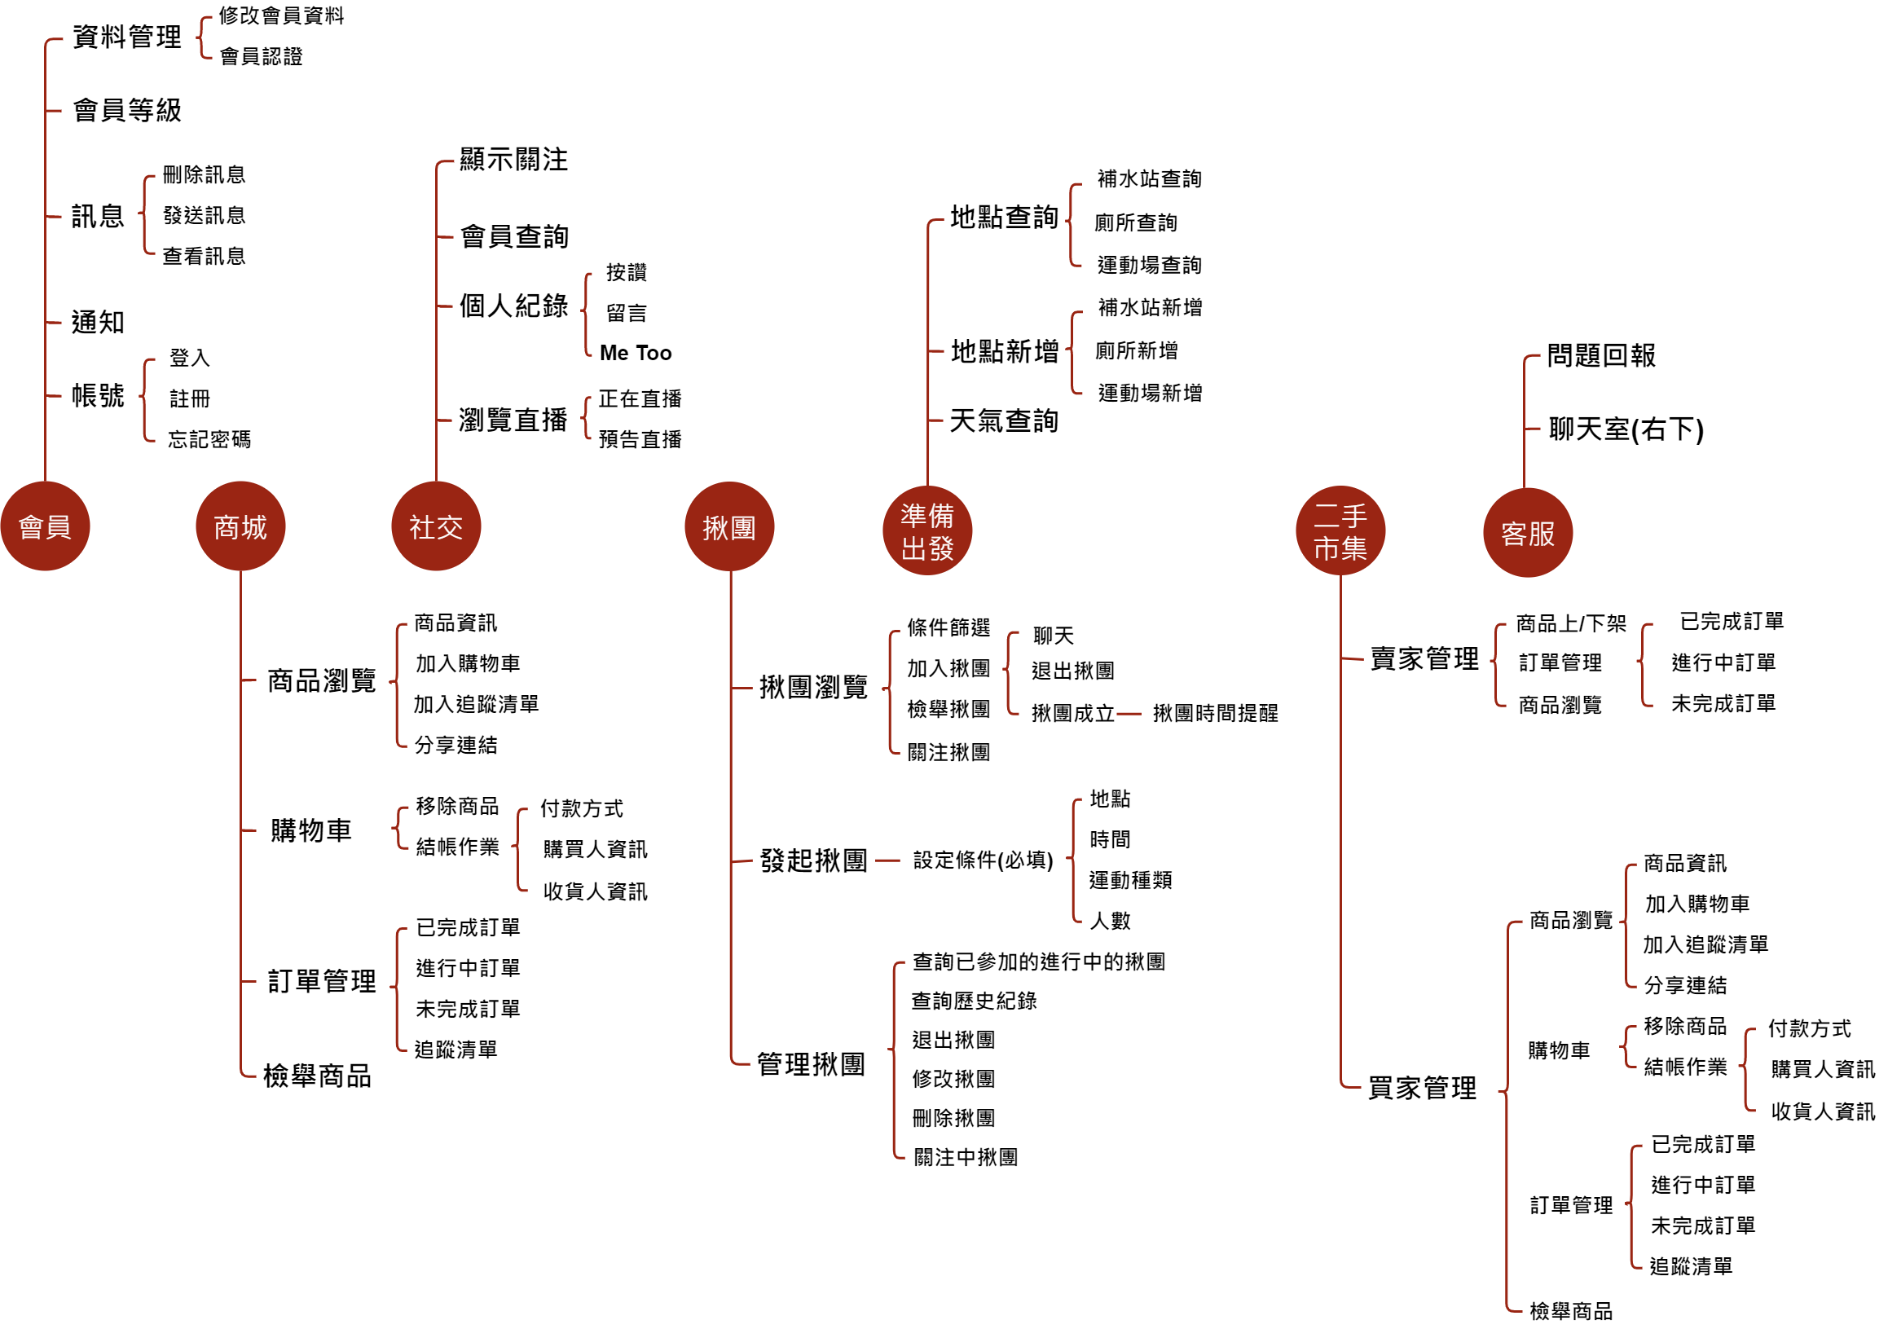 資料管理
修改會員資料
會員認證
會員等級
訊息
刪除訊息
發送訊息
查看訊息
通知
帳號
登入
註冊
忘記密碼
會員
商城
商品瀏覽
商品資訊
加入購物車
加入追蹤清單
分享連結
購物車
移除商品
結帳作業
付款方式
購買人資訊
收貨人資訊
訂單管理
已完成訂單
進行中訂單
未完成訂單
追蹤清單
檢舉商品
顯示關注
會員查詢
個人紀錄
按讚
留言
Me Too
瀏覽直播
正在直播
預告直播
社交
揪團
揪團瀏覽
條件篩選
加入揪團
檢舉揪團
關注揪團
聊天
退出揪團
揪團成立
揪團時間提醒
發起揪團
設定條件(必填)
地點
時間
運動種類
人數
管理揪團
查詢已參加的進行中的揪團
查詢歷史紀錄
退出揪團
修改揪團
刪除揪團
關注中揪團
地點查詢
補水站查詢
廁所查詢
運動場查詢
地點新增
補水站新增
廁所新增
運動場新增
天氣查詢
準備
出發
二手
市集
賣家管理
商品上/下架
訂單管理
商品瀏覽
已完成訂單
進行中訂單
未完成訂單
買家管理
商品瀏覽
商品資訊
加入購物車
加入追蹤清單
分享連結
購物車
移除商品
結帳作業
付款方式
購買人資訊
收貨人資訊
訂單管理
已完成訂單
進行中訂單
未完成訂單
追蹤清單
檢舉商品
問題回報
聊天室(右下)
客服